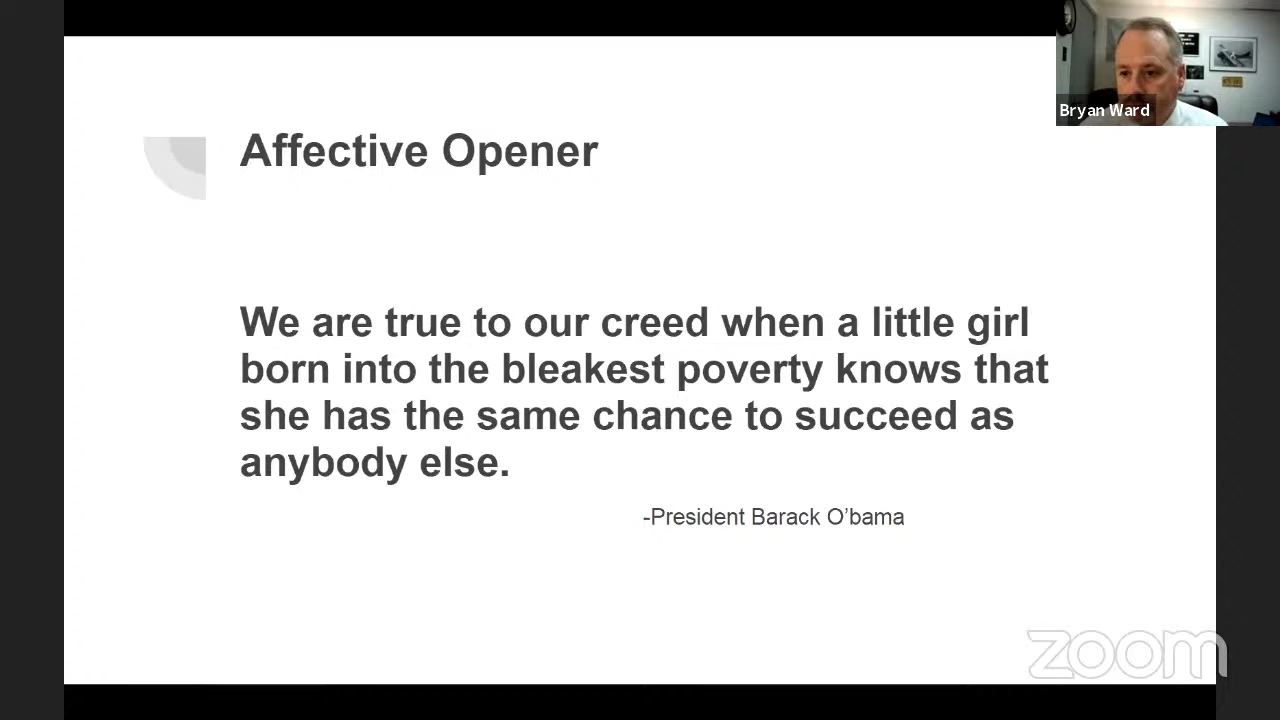 Bryan Ward
Affective Opener
We are true to our creed when a little girl
born into the bleakest poverty knows that
she has the same chance to succeed as
anybody else.
-President Barack O’bama
zoom